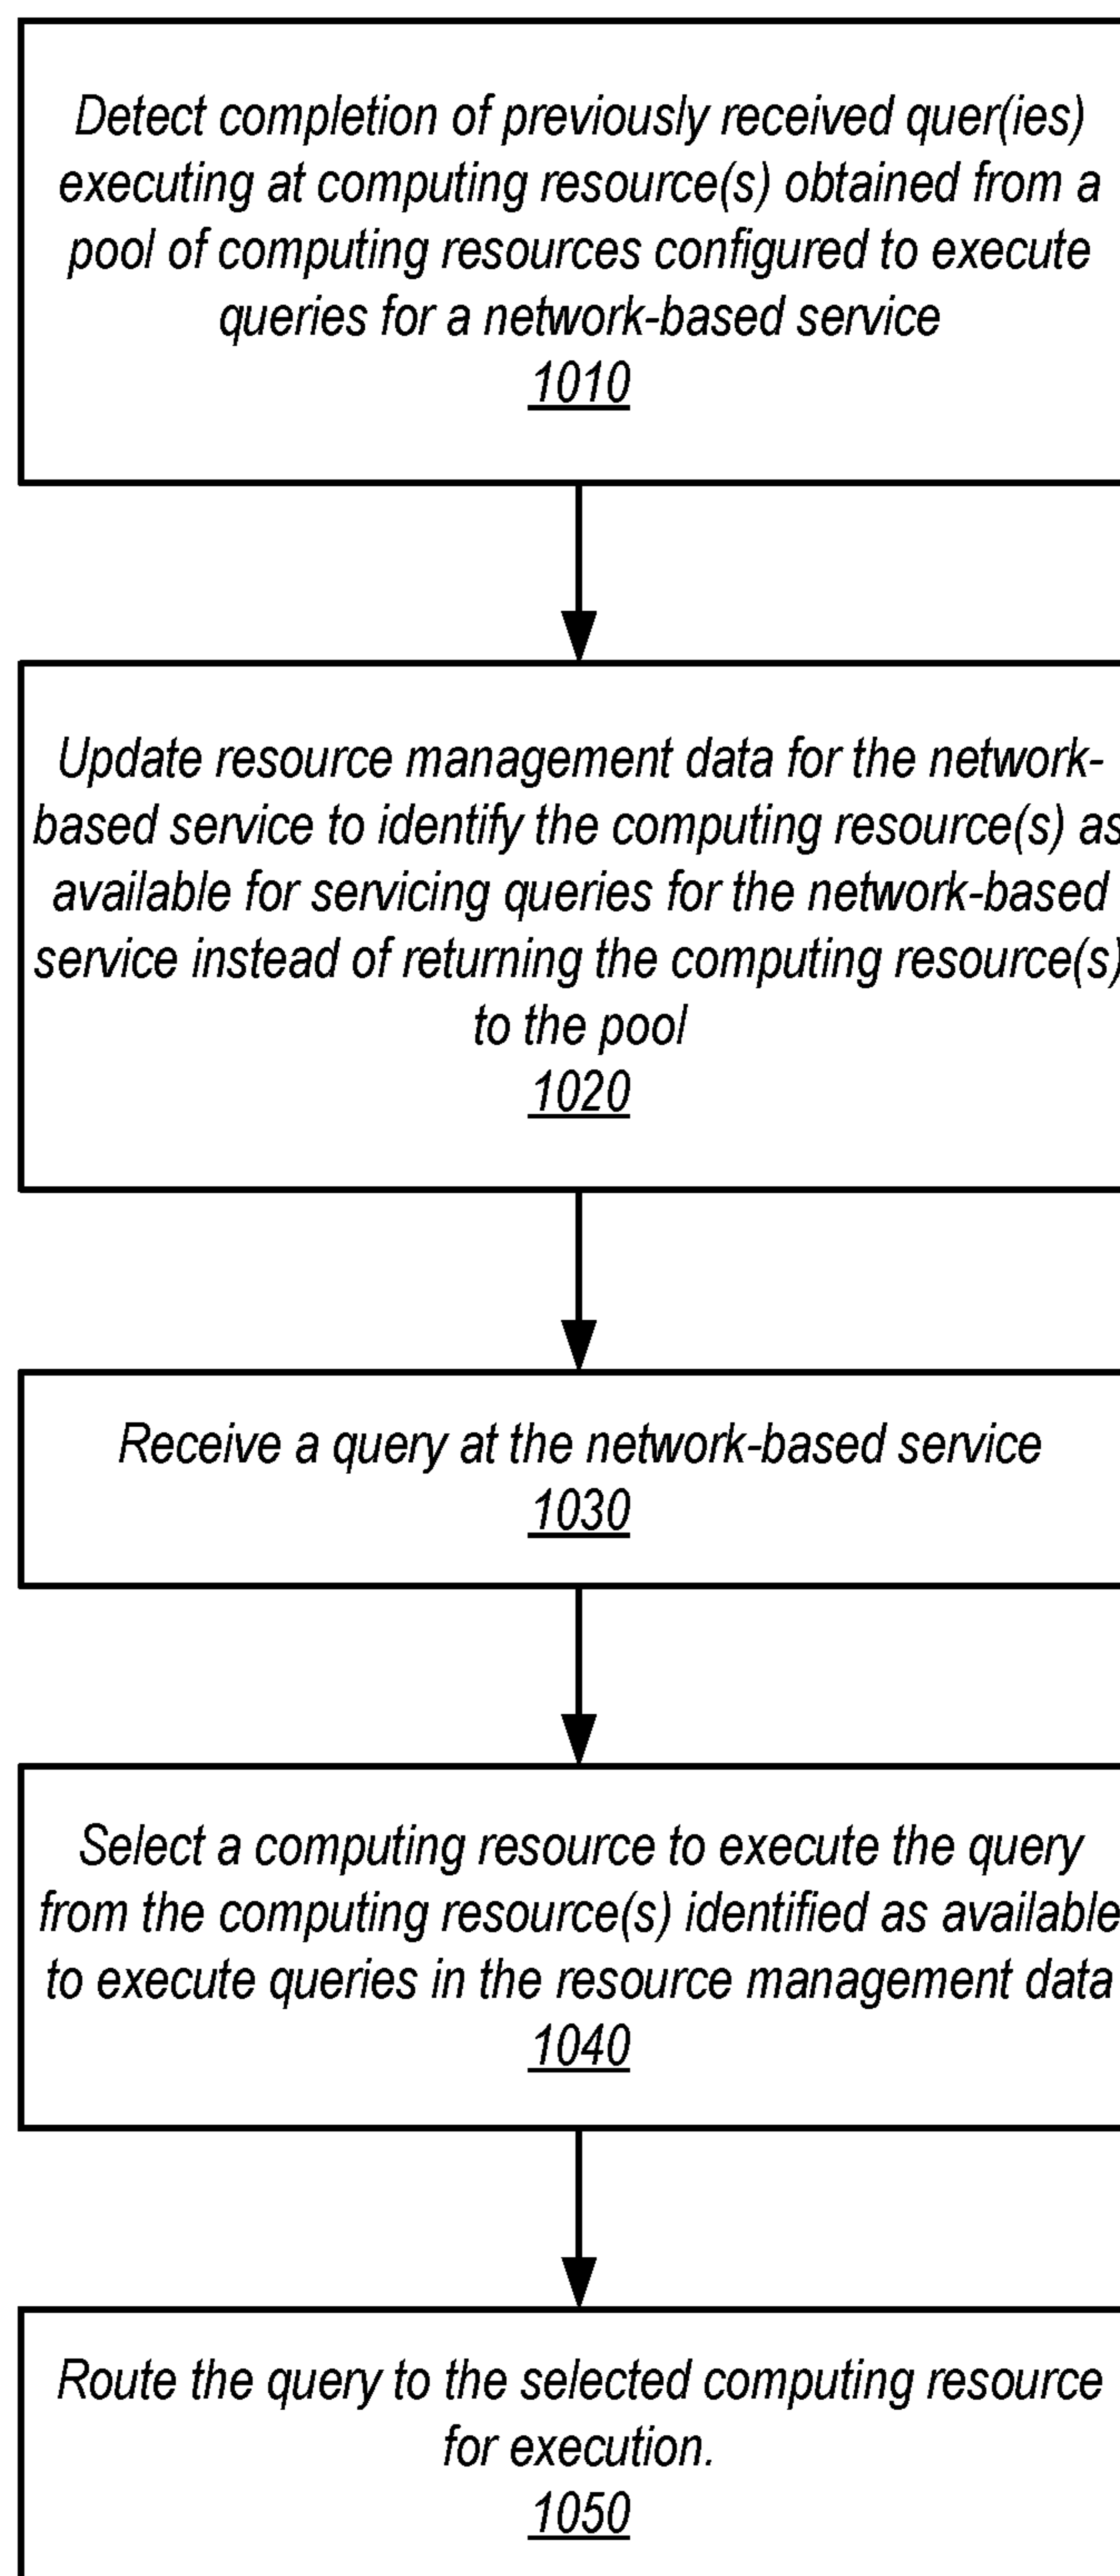 Detect completion of previously received quer(ies)
executing at computing resource(s) obtained from a
pool of computing resources configured to execute
queries for a network-based service
1010
Update resource management data for the network-
based service to identify the computing resource(s) as
available for servicing queries for the network-based
service instead of returning the computing resource(s)
to the pool
1020
Receive a query at the network-based service
1030
Select a computing resource to execute the query
from the computing resource(s) identified as available
to execute queries in the resource management data
1040
Route the query to the selected computing resource
for execution.
1050